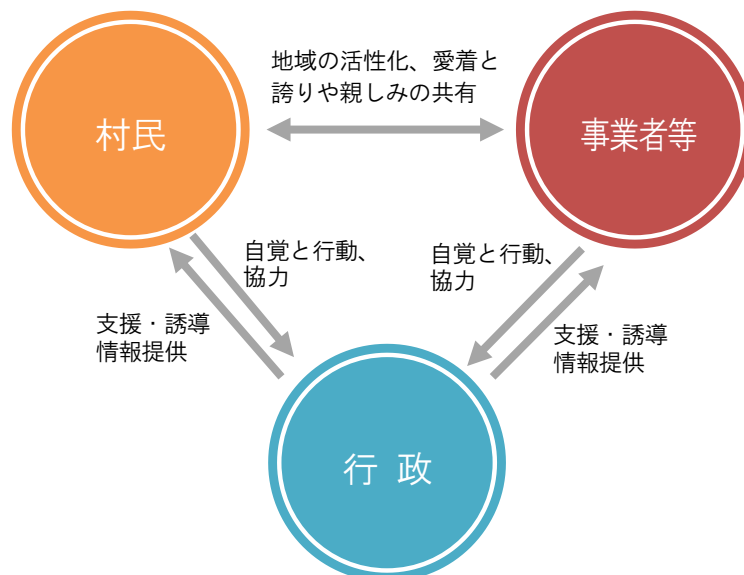 地域の活性化、愛着と
誇りや親しみの共有
村民
事業者等
自覚と行動、
協力
自覚と行動、
協力
支援・誘導
情報提供
支援・誘導
情報提供
行 政